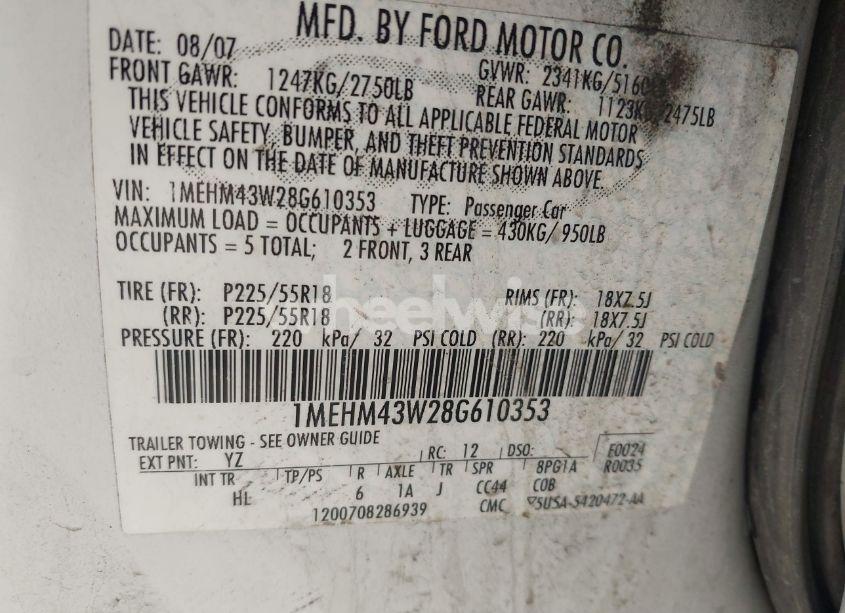 MFD. BY FORD MOTOR CO.
DATE: 08/07 GVWR: 2341KG/5160
FRONT GAWR: 1247KG/2750LB REAR GAWR: 1123K 2475LB
THIS VEHICLE CONFORMS TO ALL APPLICABLE FEDERAL MOTOR
VEHICLE SAFETY, BUMPER, AND THEFT PREVENTION STANDARDS
IN EFFECT ON THE DATE OF MANUFACTURE SHOWN ABOVE.
VIN: 1MEHM43W28G610353 TYPE: Passenger Car
MAXIMUM LOAD = OCCUPANTS + LUGGAGE = 430KG/950LB
OCCUPANTS = 5 TOTAL; 2 FRONT, 3 REAR
TIRE (FR): P225/55R18 RIMS (FR): 18X7.5J
(RR): P225/55R18 (RR): 18X7.5J
PRESSURE (FR): 220 kPa/ 32 PSI COLD (RR): 220 kPa/ 32 PSI COLD
wheelwise
1MEHM43W28G610353
TRAILER TOWING - SEE OWNER GUIDE
EXT PNT: YZ RC: 12 DSO: F0024
INT TR TP/PS R AXLE TR SPR 8PG1A R0035
HL 6 1A J CC44 COB
1200708286939 CMC 5USA-5420472-AA